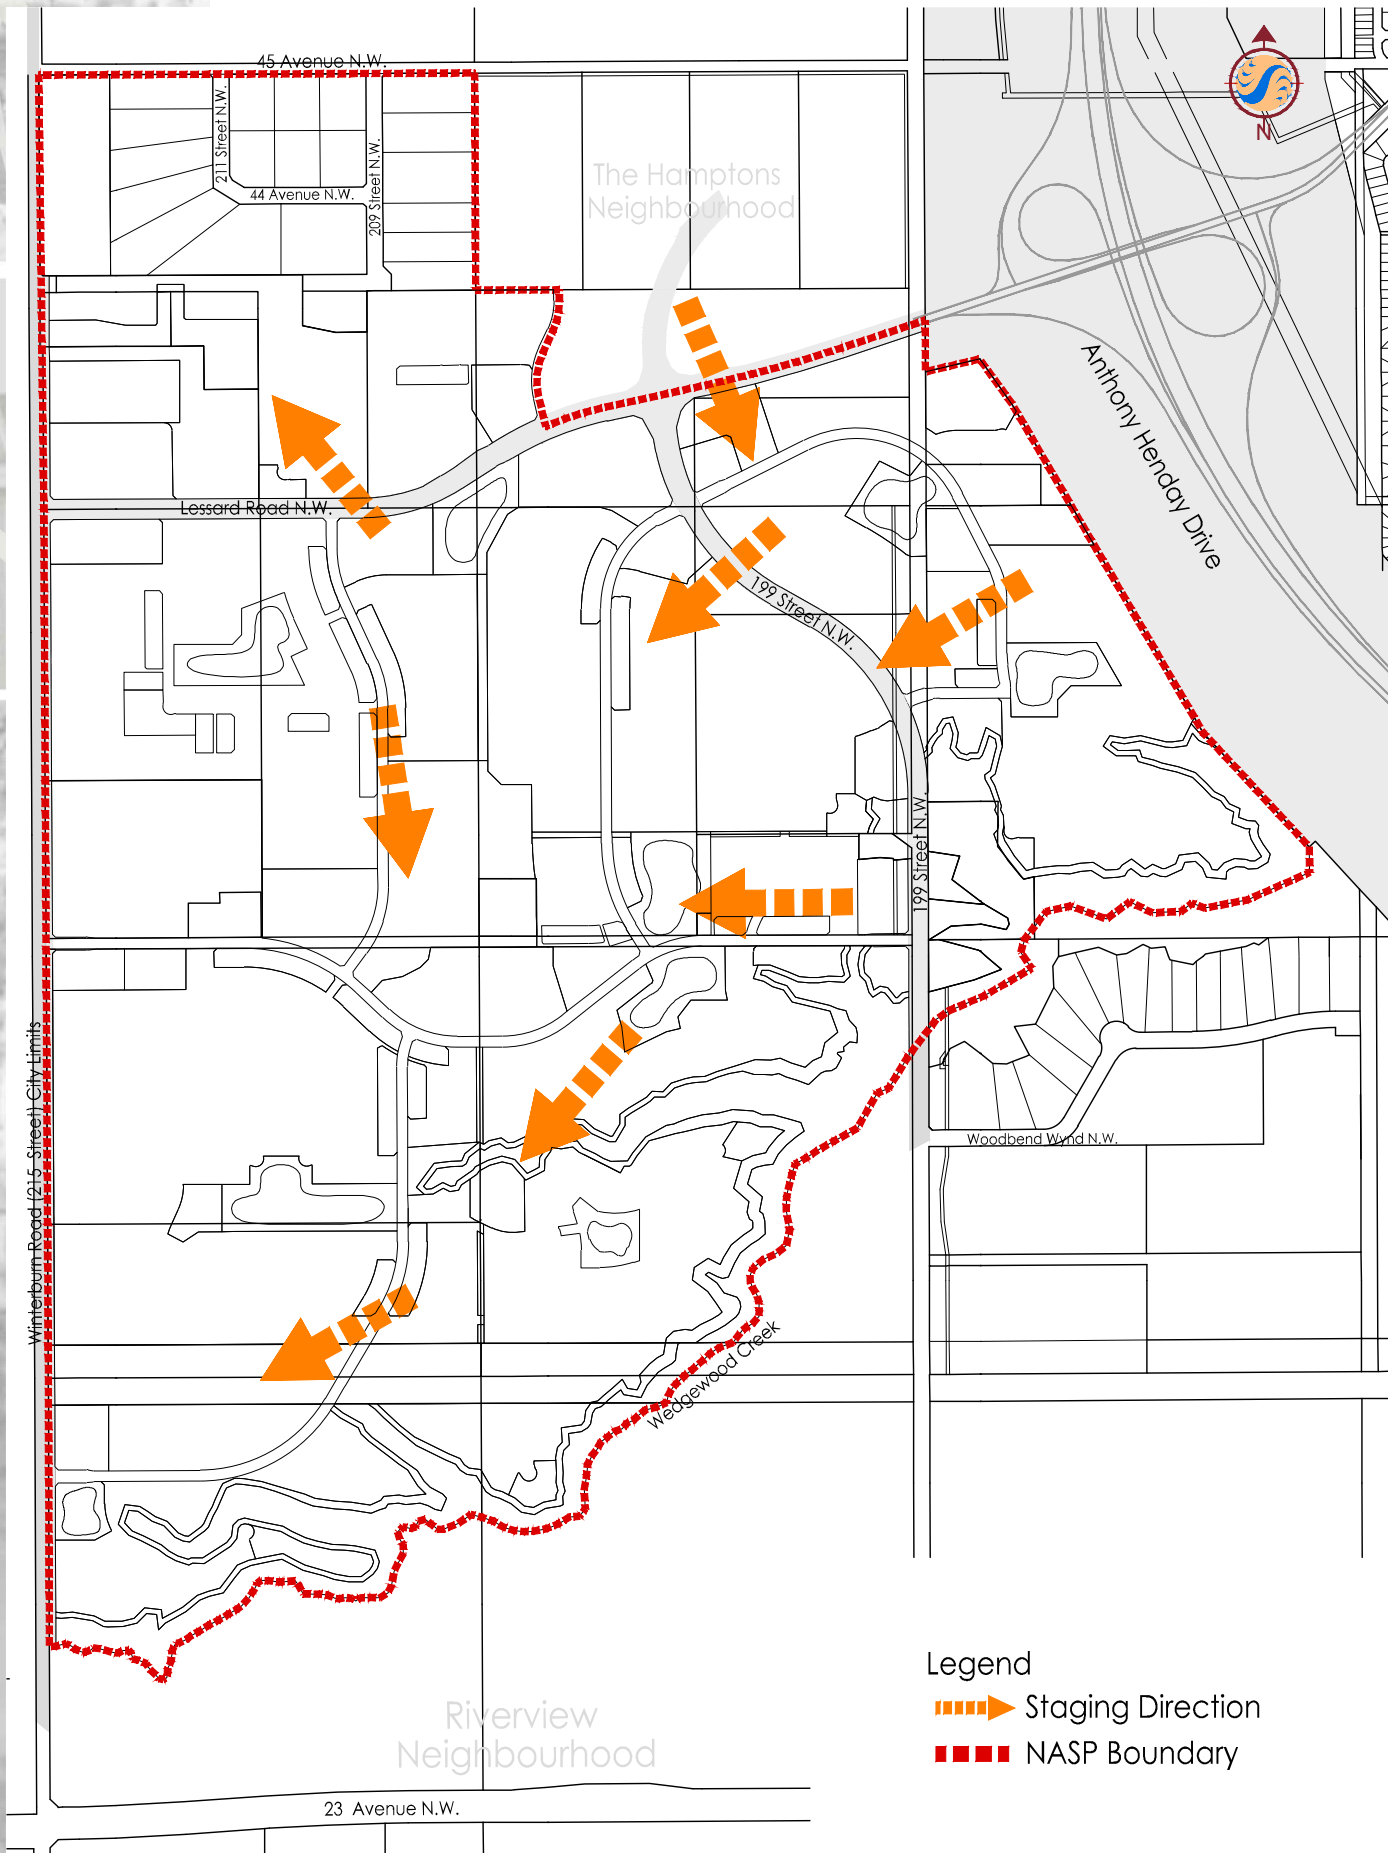 45 Avenue N.W.
211 Street N.W.
44 Avenue N.W.
209 Street N.W.
The Hamptons
Neighbourhood
N
Anthony Henday Drive
Lessard Road N.W.
199 Street N.W.
199 Street N.W.
Winterburn Road (215 Street) City Limits
Woodbend Wynd N.W.
Wedgewood Creek
Legend
Staging Direction
NASP Boundary
Riverview
Neighbourhood
23 Avenue N.W.